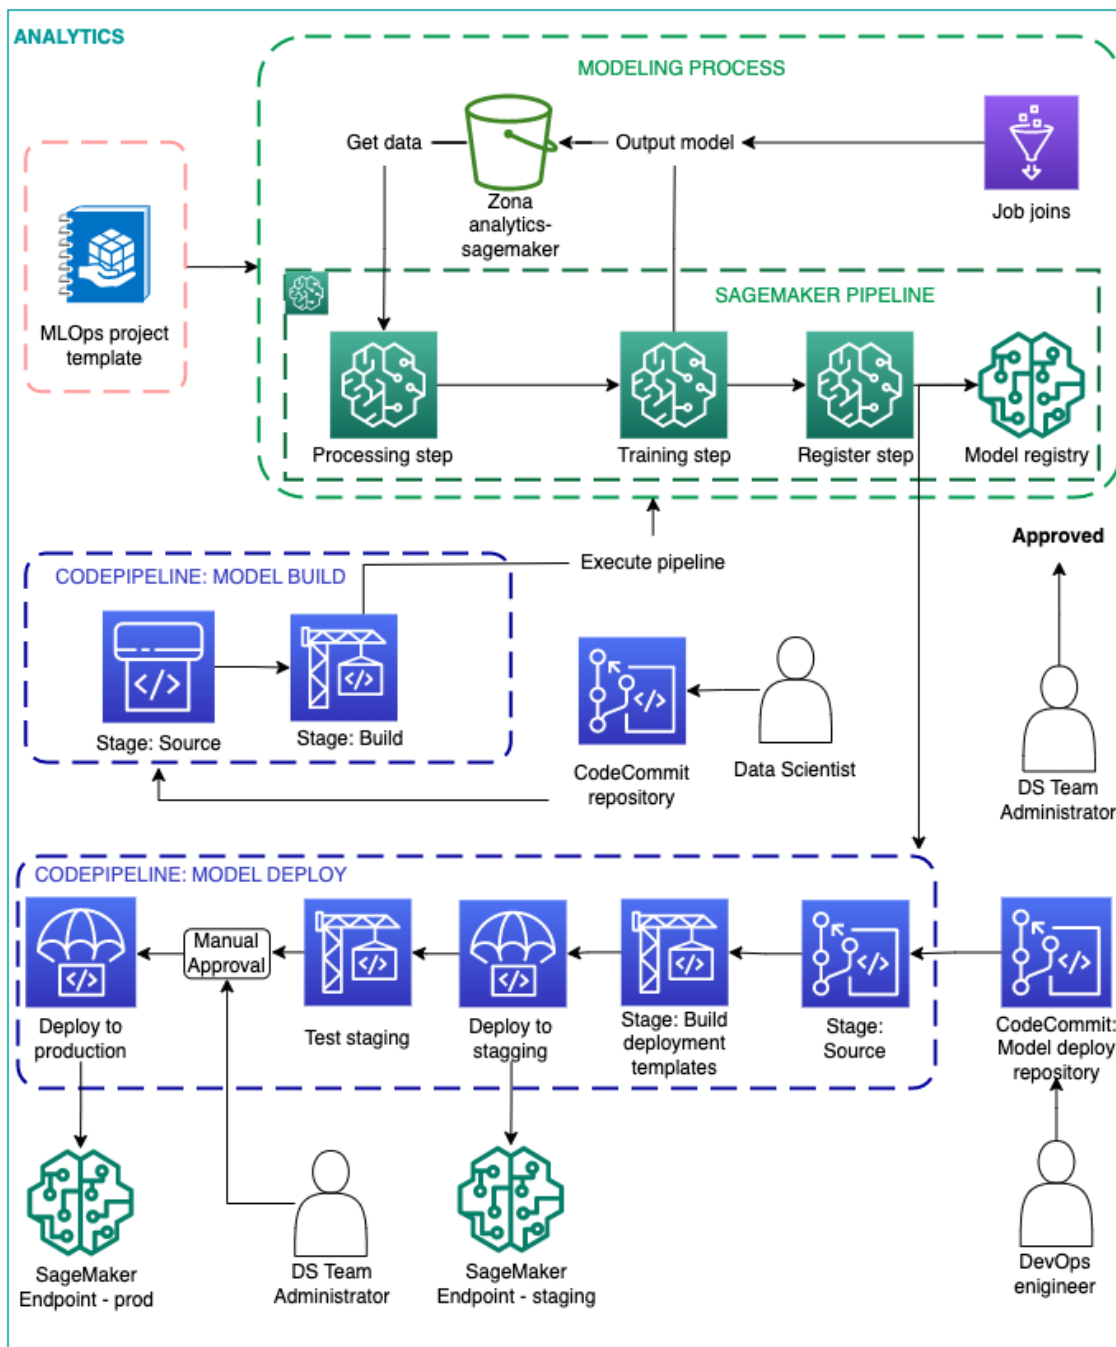 ANALYTICS
MODELING PROCESS
Get data
Output model
Zona
analytics-
sagemaker
Job joins
MLOps project
template
SAGEMAKER PIPELINE
Processing step
Training step
Register step
Model registry
Approved
Execute pipeline
CODEPIPELINE: MODEL BUILD
</>
</>
</>
Stage: Source
Stage: Build
CodeCommit
repository
Data Scientist
DS Team
Administrator
CODEPIPELINE: MODEL DEPLOY
</>
Manual
Approval
</>
</>
</>
</>
</>
Deploy to
production
Test staging
Deploy to
stagging
Stage: Build
deployment
templates
Stage:
Source
CodeCommit:
Model deploy
repository
SageMaker
Endpoint - prod
DS Team
Administrator
SageMaker
Endpoint - staging
DevOps
enigineer